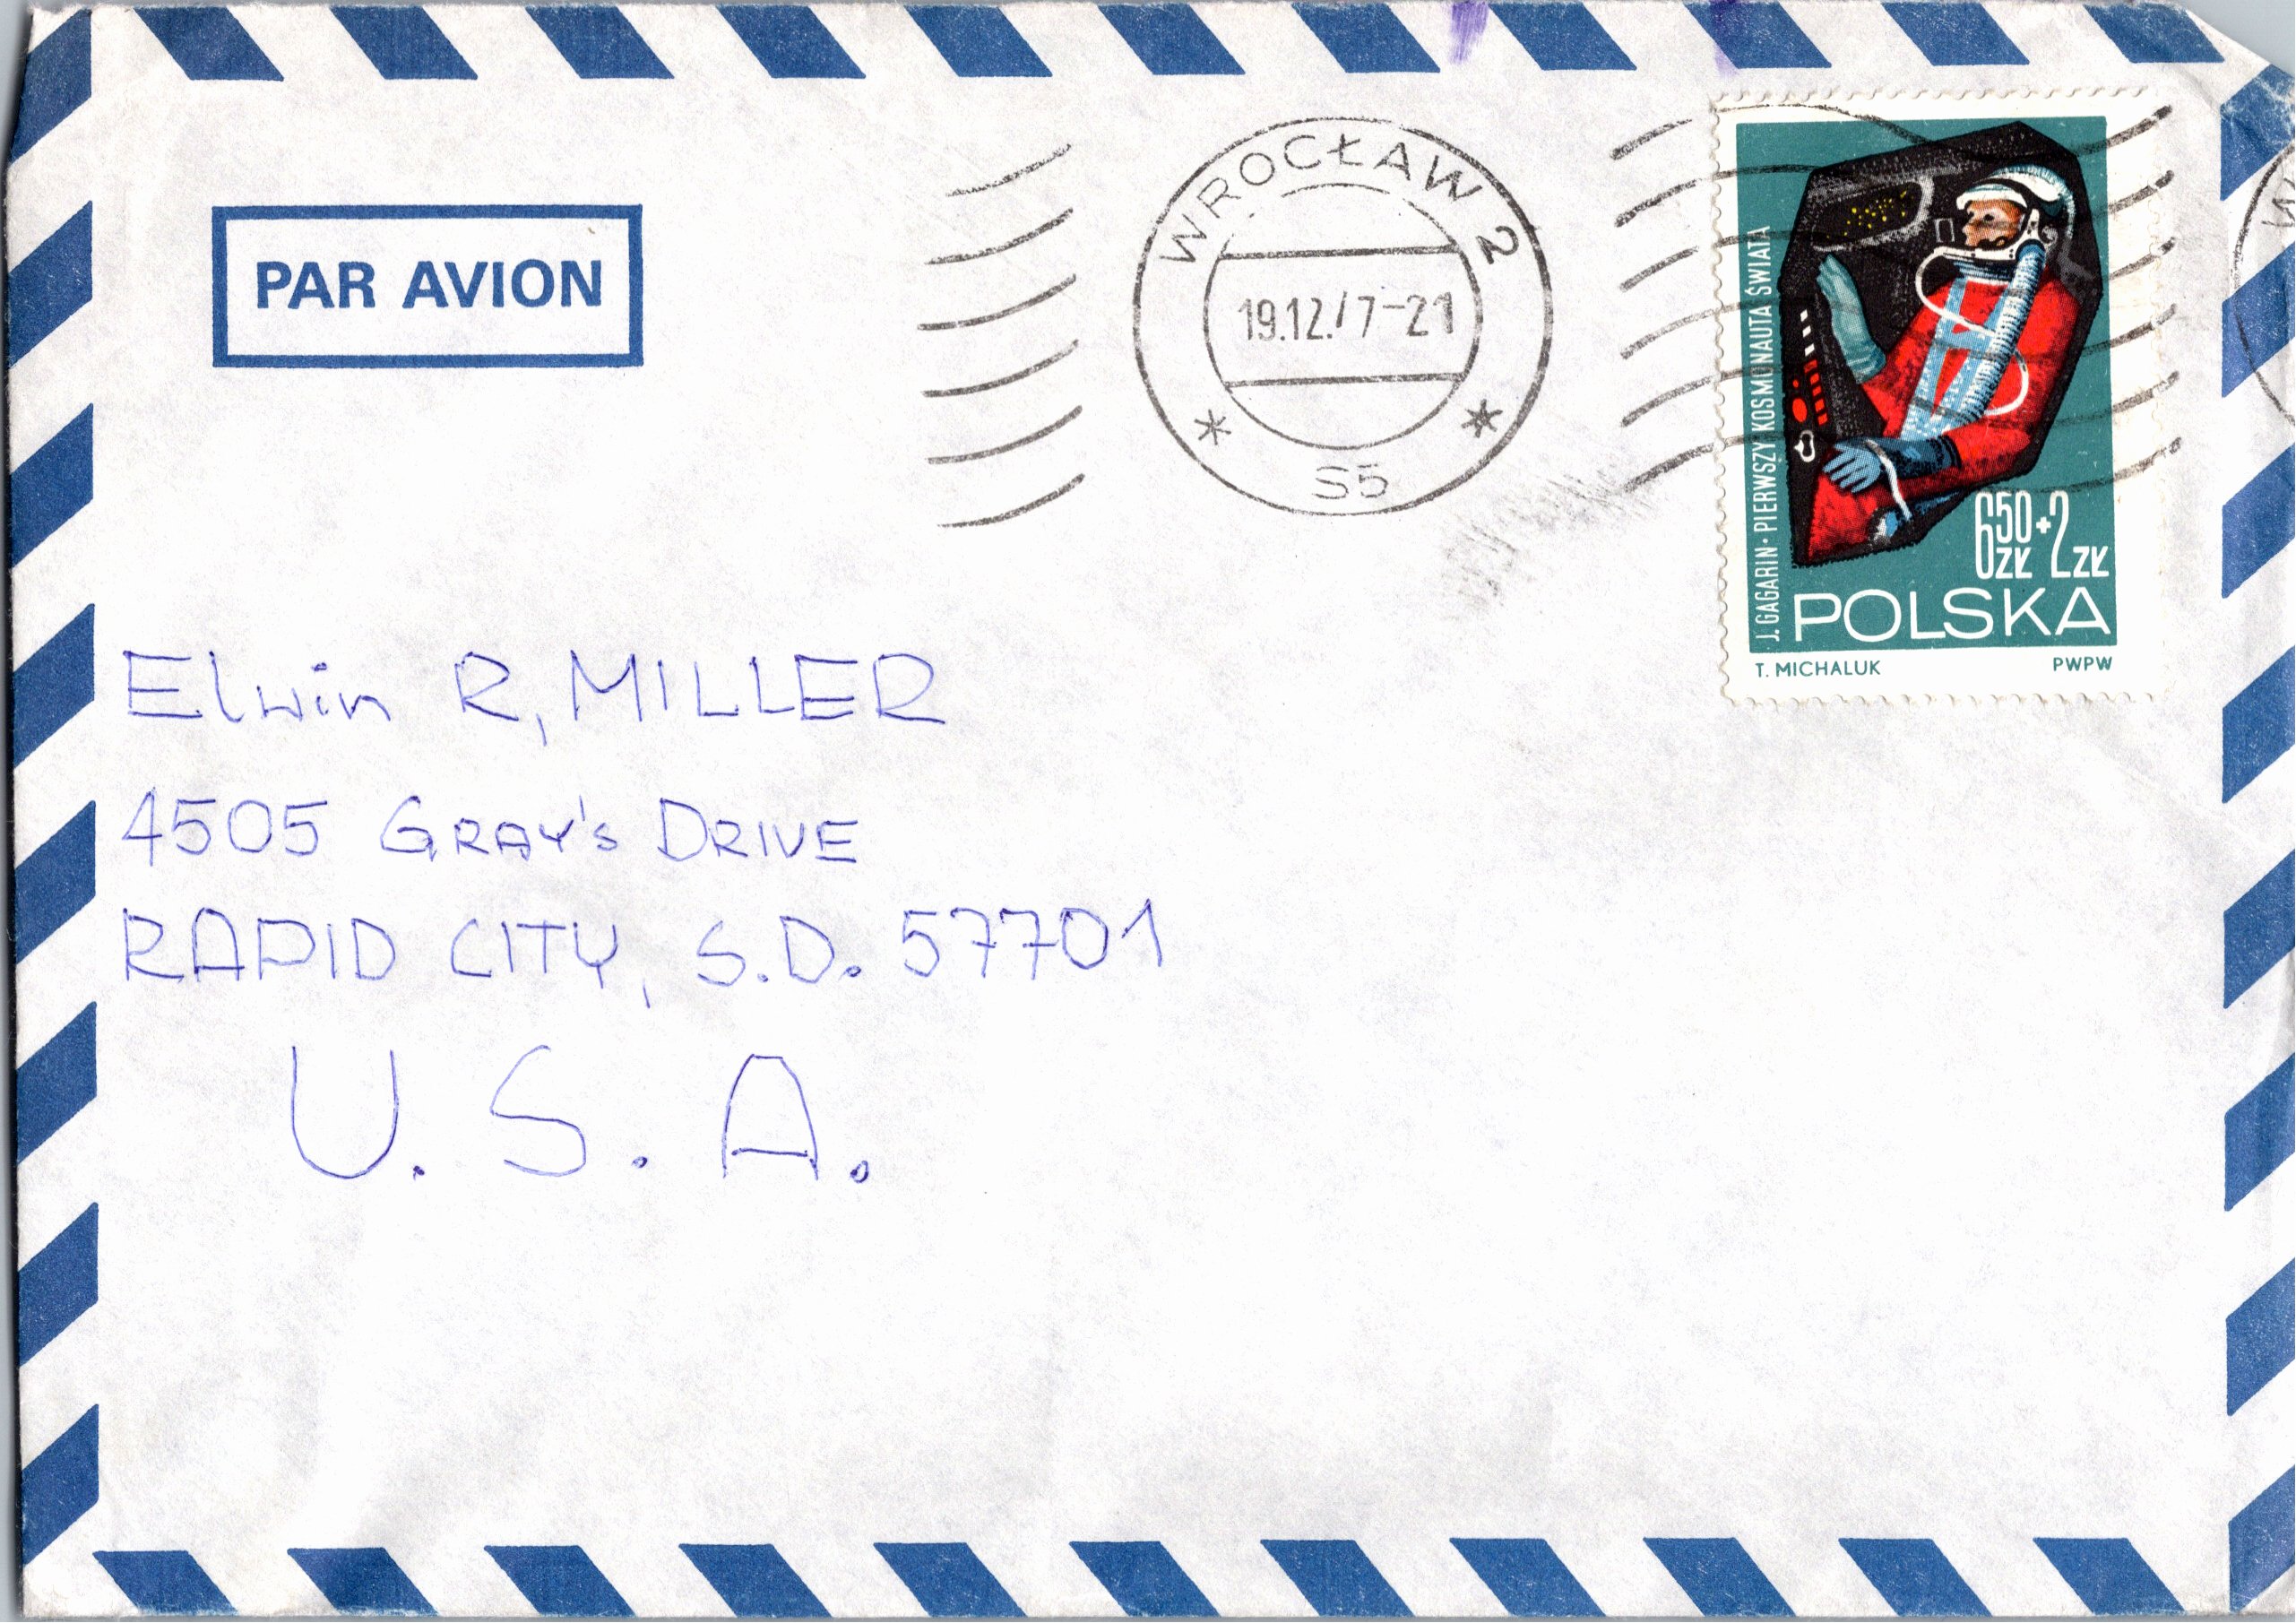 PAR AVION
WROCŁAW 2
19.12.77-21
S5
J. GAGARIN · PIERWSZY KOSMONAUTA ŚWIATA
6 50 ZŁ + 2 ZŁ
POLSKA
T. MICHALUK PWPW
Elwin R, MILLER
4505 GRAY'S DRIVE
RAPID CITY, S.D. 57701
U.S.A.